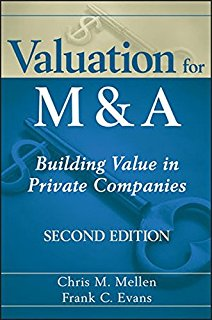 Valuation for
M & A
Building Value in
Private Companies
SECOND EDITION
Chris M. Mellen
Frank C. Evans